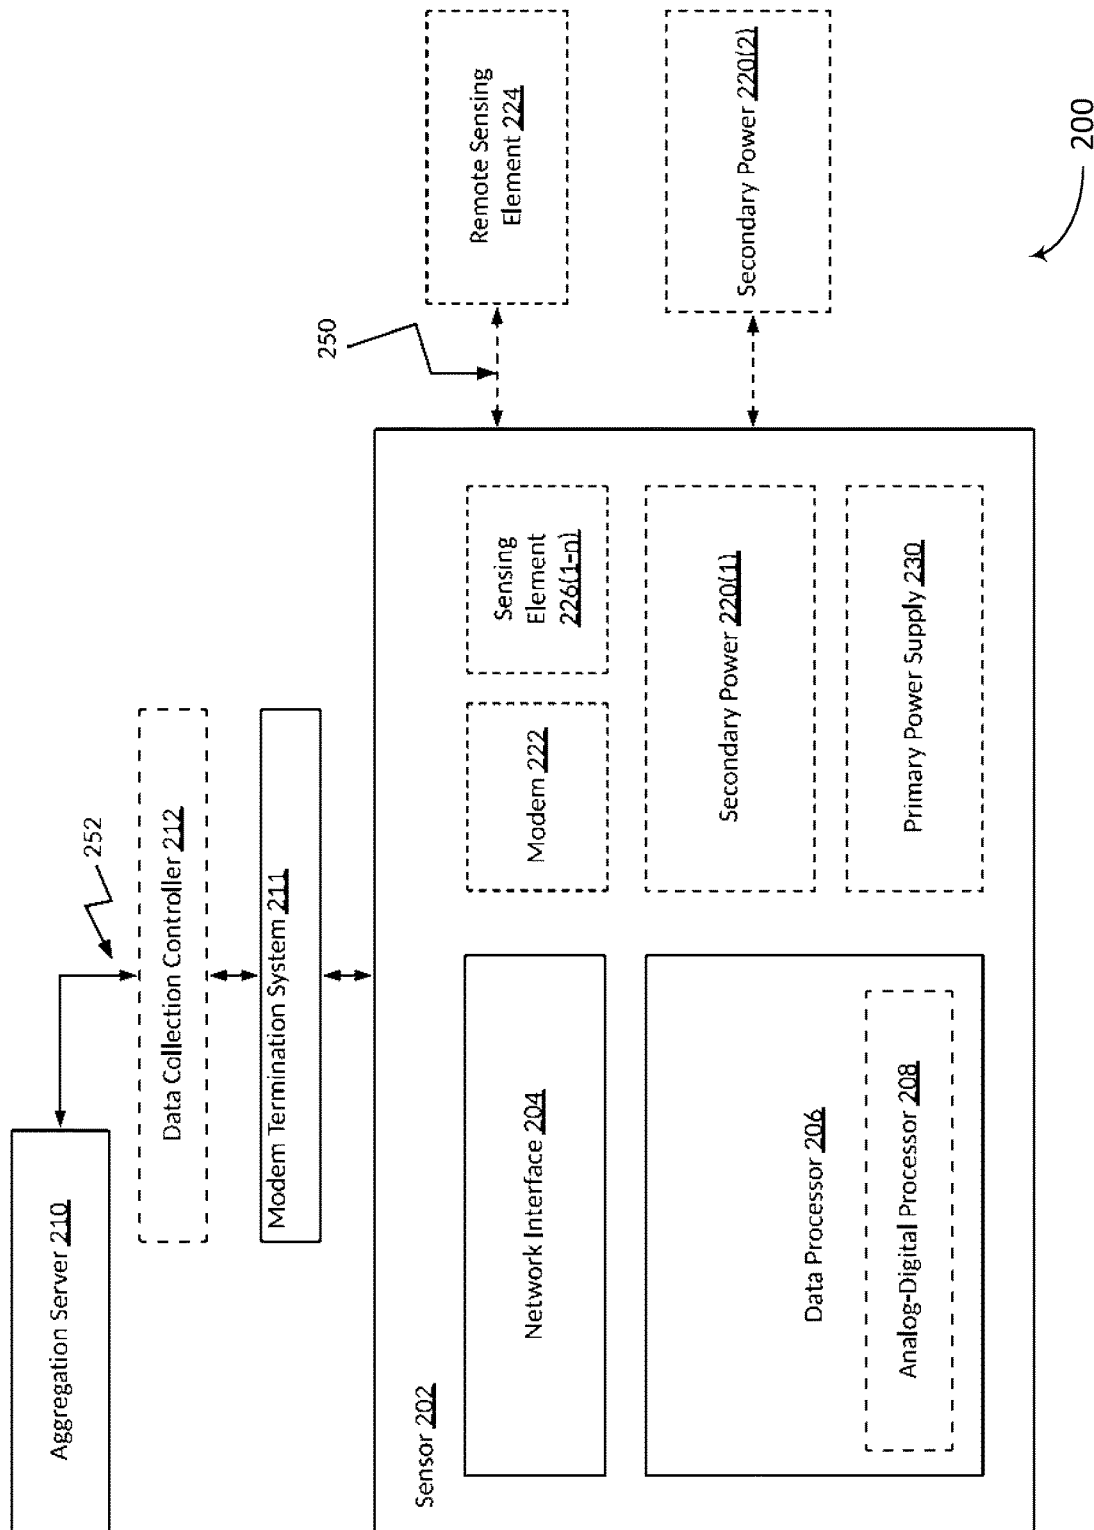 Aggregation Server 210
252
Data Collection Controller 212
Modem Termination System 211
Sensor 202
Network Interface 204
Modem 222
Sensing
Element
226(1-n)
250
Remote Sensing
Element 224
Data Processor 206
Analog-Digital Processor 208
Secondary Power 220(1)
Primary Power Supply 230
Secondary Power 220(2)
200